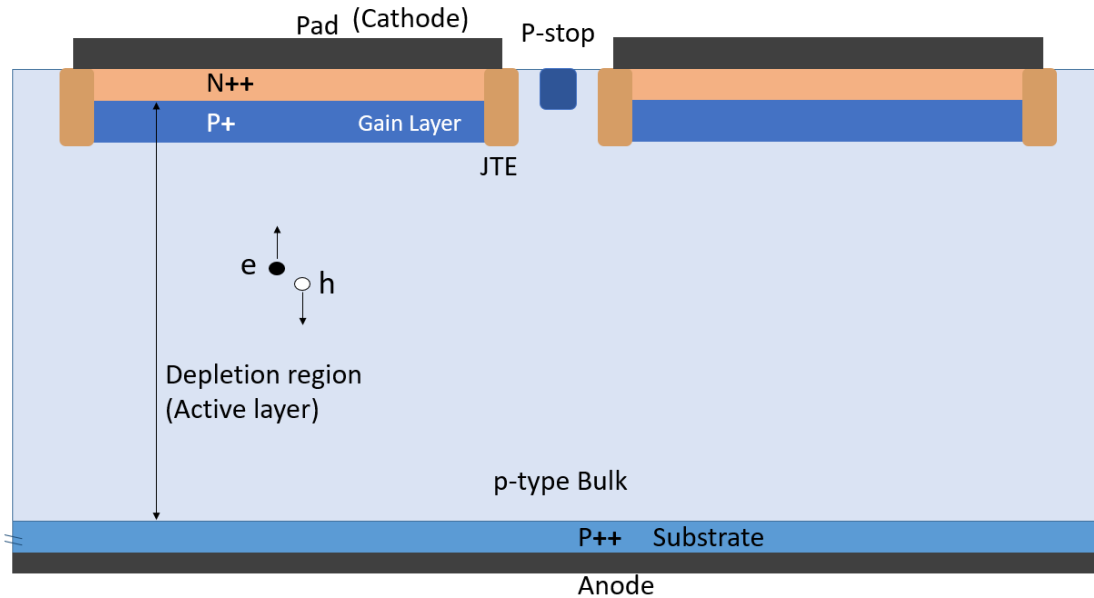 Pad (Cathode)
P-stop
N++
P+ Gain Layer
JTE
e
h
Depletion region
(Active layer)
p-type Bulk
P++ Substrate
Anode